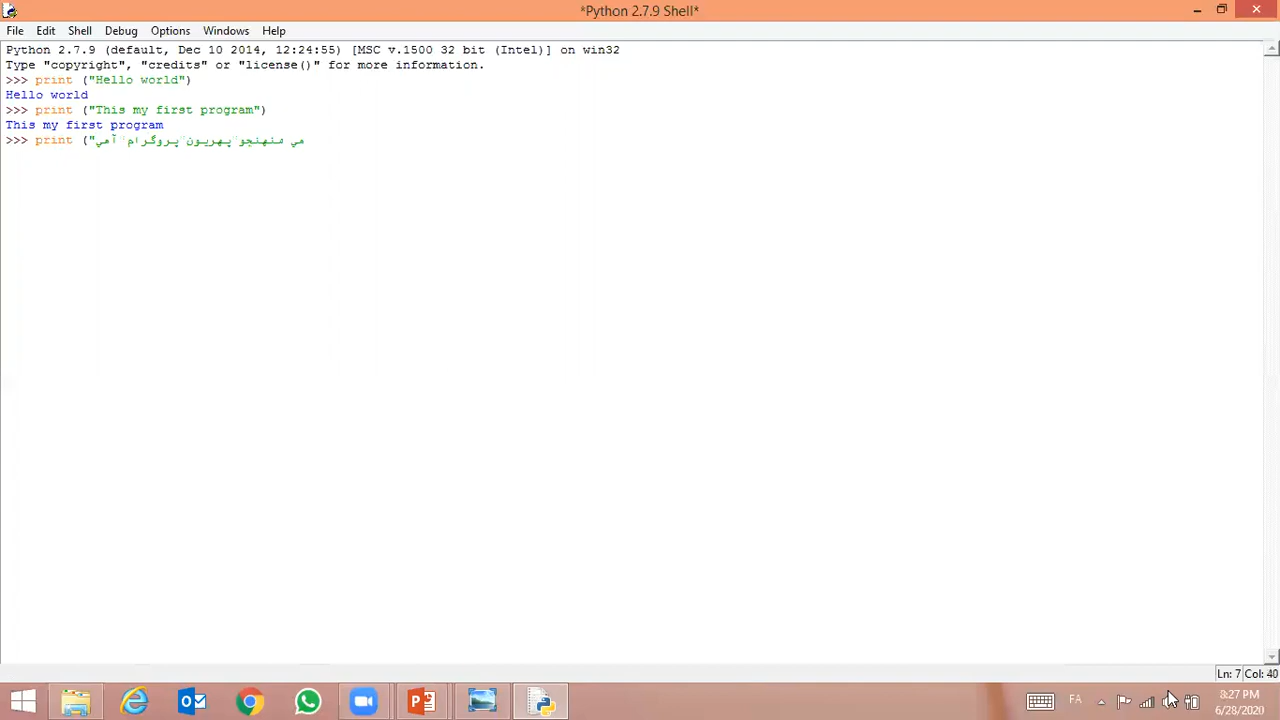 *Python 2.7.9 Shell*
File Edit Shell Debug Options Windows Help
Python 2.7.9 (default, Dec 10 2014, 12:24:55) [MSC v.1500 32 bit (Intel)] on win32
Type "copyright", "credits" or "license()" for more information.
>>> print ("Hello world")
Hello world
>>> print ("This my first program")
This my first program
>>> print ("هي منهنجو پهريون پروگرام آهي
Ln: 7 Col: 40
FA
8:27 PM
6/28/2020